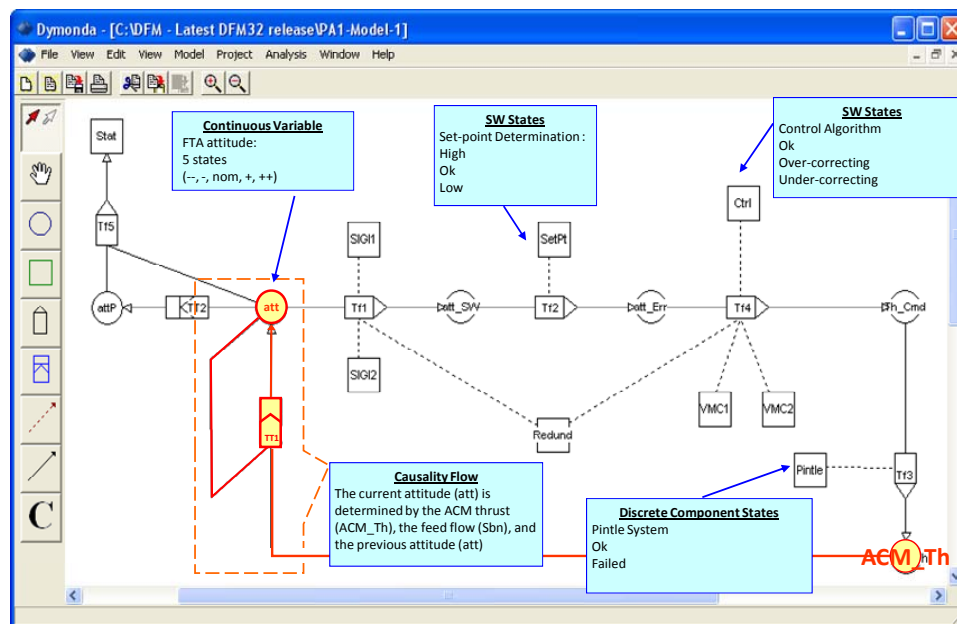 Dymonda - [C:\DFM - Latest DFM32 release\PA1-Model-1]
File View Edit View Model Project Analysis Window Help
Continuous Variable
FTA attitude:
5 states
(--, -, nom, +, ++)
SW States
Set-point Determination :
High
Ok
Low
SW States
Control Algorithm
Ok
Over-correcting
Under-correcting
Stat
Tf5
SIGI1
SetPt
Ctrl
attP
TT2
att
Tf1
att_SW
Tf2
att_Err
Tf4
Th_Cmd
SIGI2
VMC1
VMC2
TT1
Redund
Pintle
Tf3
Causality Flow
The current attitude (att) is
determined by the ACM thrust
(ACM_Th), the feed flow (Sbn), and
the previous attitude (att)
Discrete Component States
Pintle System
Ok
Failed
ACM_Th
C